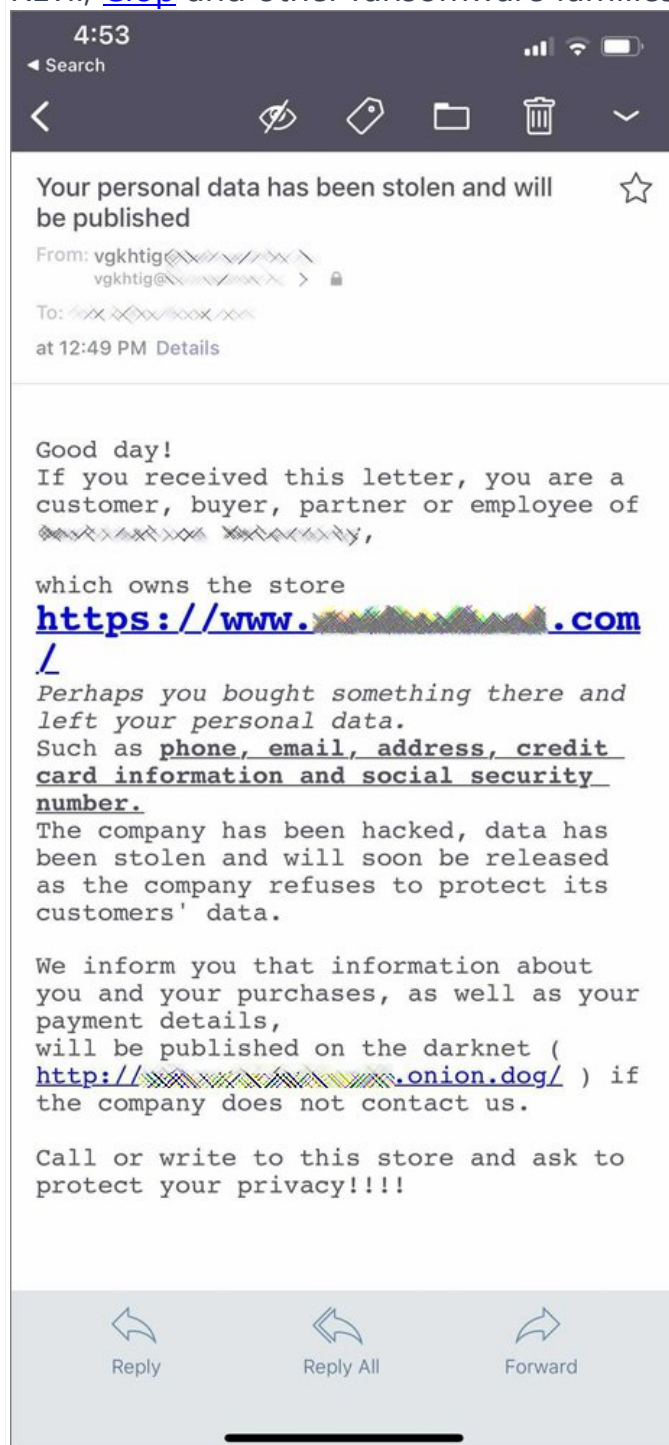 Clop and other ransomware families
4:53
◄ Search
Your personal data has been stolen and will
be published
From: vgkhtig
vgkhtig@ >
To:
at 12:49 PM Details
Good day!
If you received this letter, you are a
customer, buyer, partner or employee of
,
which owns the store
https://www. .com
/
Perhaps you bought something there and
left your personal data.
Such as phone, email, address, credit
card information and social security
number.
The company has been hacked, data has
been stolen and will soon be released
as the company refuses to protect its
customers' data.
We inform you that information about
you and your purchases, as well as your
payment details,
will be published on the darknet (
http:// .onion.dog/ ) if
the company does not contact us.
Call or write to this store and ask to
protect your privacy!!!!
Reply Reply All Forward